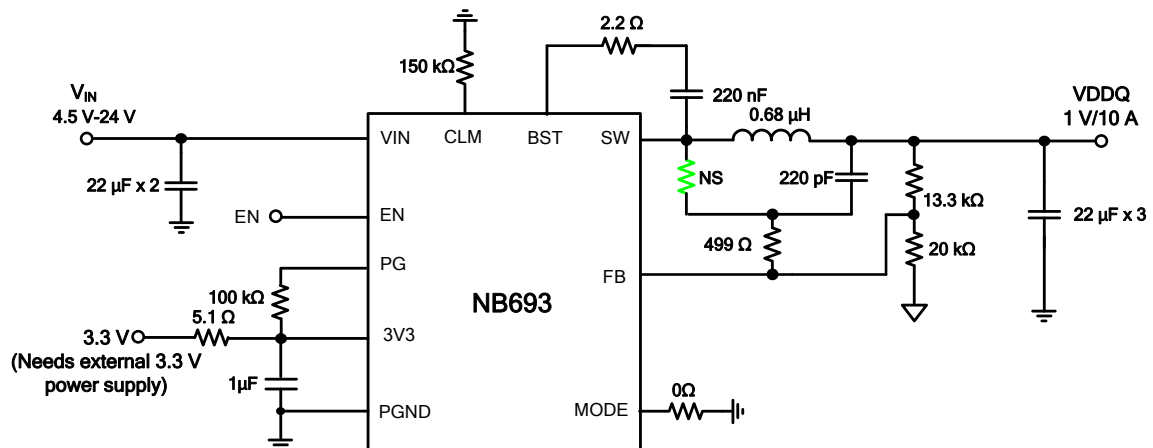 2.2 Ω
150 kΩ
V_IN
4.5 V-24 V
220 nF
0.68 µH
VDDQ
1 V/10 A
VIN
CLM
BST
SW
22 µF x 2
NS
220 pF
13.3 kΩ
EN
EN
22 µF x 3
499 Ω
20 kΩ
PG
FB
100 kΩ
NB693
5.1 Ω
3.3 V
3V3
(Needs external 3.3 V
power supply)
1µF
0Ω
PGND
MODE